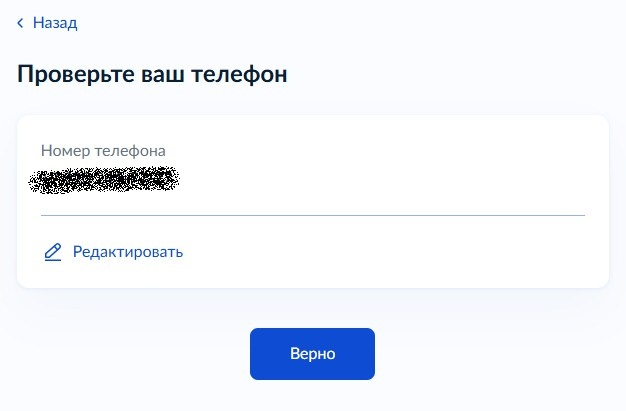 Назад
Проверьте ваш телефон
Номер телефона
Редактировать
Верно